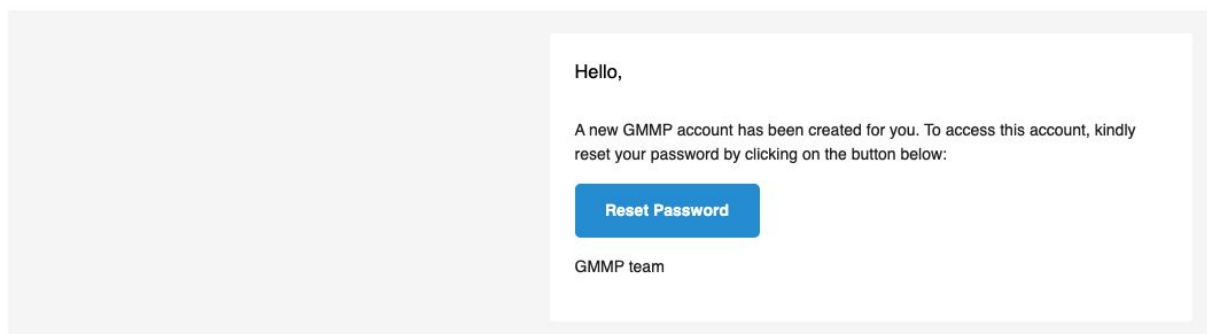 Hello,
A new GMMP account has been created for you. To access this account, kindly
reset your password by clicking on the button below:
Reset Password
GMMP team